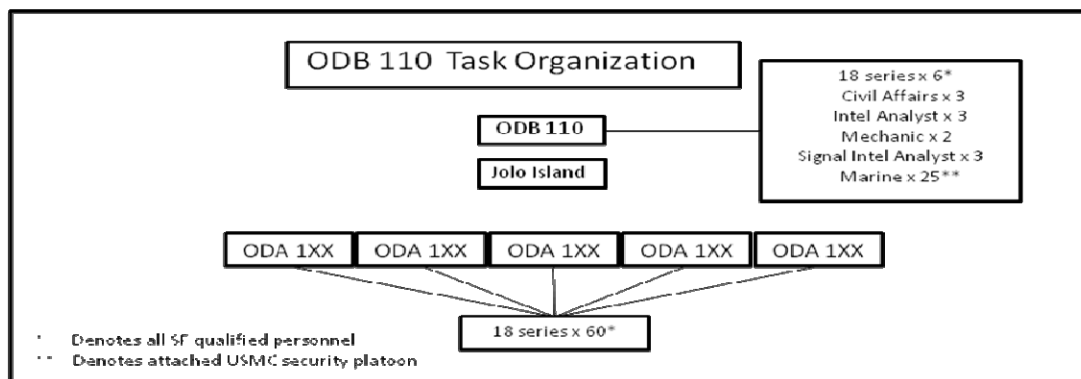 ODB 110 Task Organization
18 series x 6*
Civil Affairs x 3
Intel Analyst x 3
Mechanic x 2
Signal Intel Analyst x 3
Marine x 25**
ODB 110
Jolo Island
ODA 1XX
ODA 1XX
ODA 1XX
ODA 1XX
ODA 1XX
18 series x 60*
* Denotes all SF qualified personnel
** Denotes attached USMC security platoon